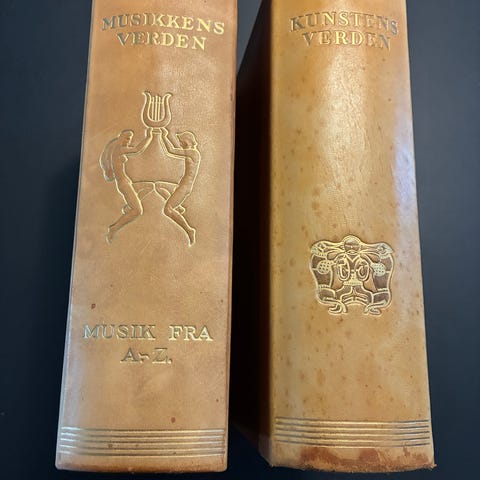 MUSIKKENS
VERDEN
MUSIK FRA
A-Z.
KUNSTENS
VERDEN